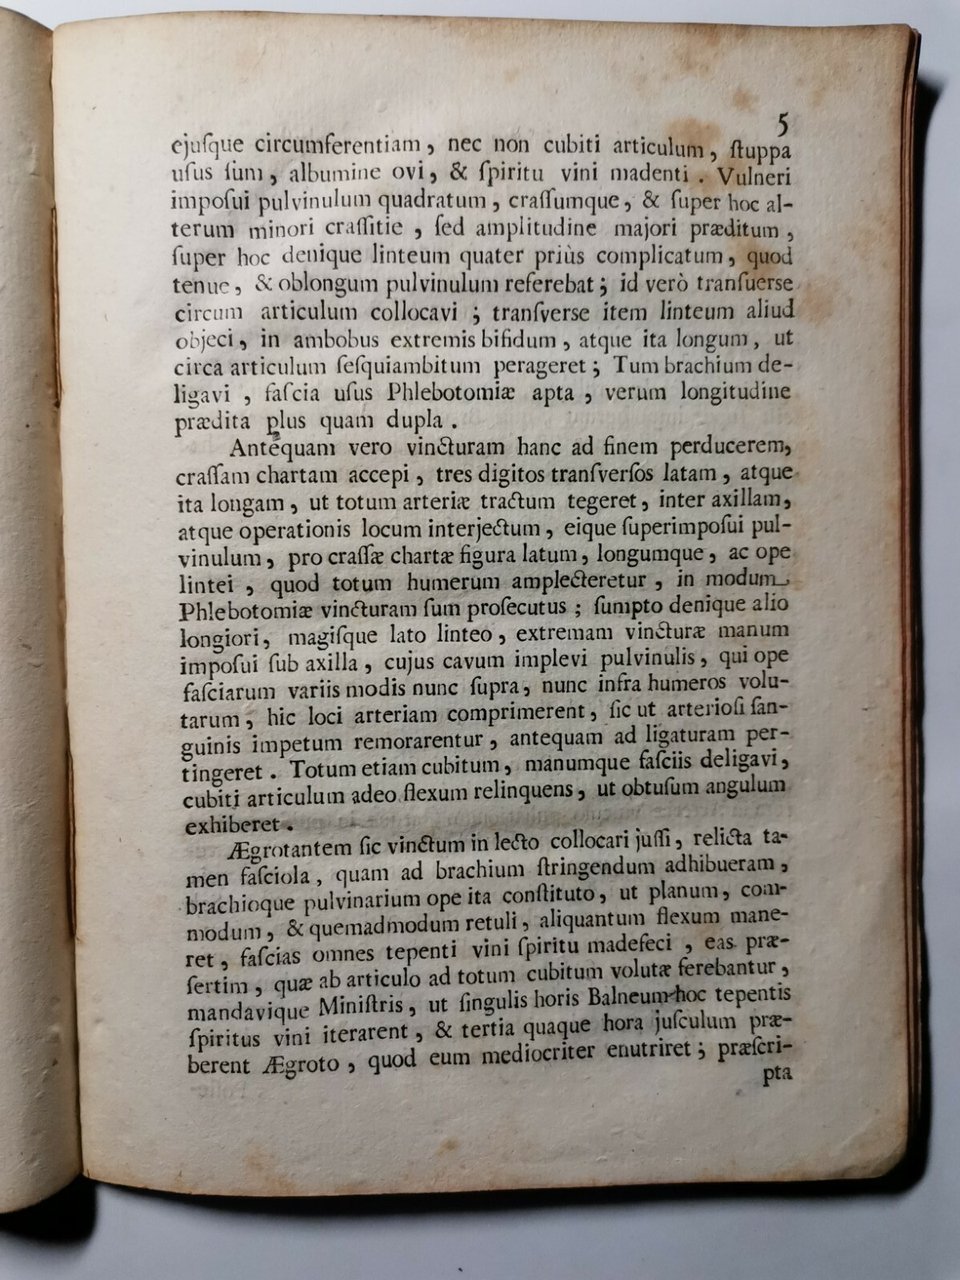 5
ejuſque circumferentiam, nec non cubiti articulum, ſtuppa
uſus ſum, albumine ovi, & ſpiritu vini madenti. Vulneri
impoſui pulvinulum quadratum, craſſumque, & ſuper hoc al-
terum minori craſſitie, ſed amplitudine majori præditum,
ſuper hoc denique linteum quater priùs complicatum, quod
tenue, & oblongum pulvinulum referebat; id verò tranſuerse
circum articulum collocavi; tranſverse item linteum aliud
objeci, in ambobus extremis bifidum, atque ita longum, ut
circa articulum ſeſquiambitum perageret; Tum brachium de-
ligavi, faſcia uſus Phlebotomiæ apta, verum longitudine
prædita plus quam dupla.
Antequam vero vincturam hanc ad finem perducerem,
craſſam chartam accepi, tres digitos tranſverſos latam, atque
ita longam, ut totum arteriæ tractum tegeret, inter axillam,
atque operationis locum interjectum, eique ſuperimpoſui pul-
vinulum, pro craſſæ chartæ figura latum, longumque, ac ope
lintei, quod totum humerum amplecteretur, in modum
Phlebotomiæ vincturam ſum proſecutus; ſumpto denique alio
longiori, magiſque lato linteo, extremam vincturæ manum
impoſui ſub axilla, cujus cavum implevi pulvinulis, qui ope
faſciarum variis modis nunc ſupra, nunc infra humeros volu-
tarum, hic loci arteriam comprimerent, ſic ut arterioſi ſan-
guinis impetum remorarentur, antequam ad ligaturam per-
tingeret. Totum etiam cubitum, manumque faſciis deligavi,
cubiti articulum adeo flexum relinquens, ut obtuſum angulum
exhiberet.
Ægrotantem ſic vinctum in lecto collocari juſſi, relicta ta-
men faſciola, quam ad brachium ſtringendum adhibueram,
brachioque pulvinarium ope ita conſtituto, ut planum, com-
modum, & quemadmodum retuli, aliquantum flexum mane-
ret, faſcias omnes tepenti vini ſpiritu madefeci, eas præ-
ſertim, quæ ab articulo ad totum cubitum volutæ ferebantur,
mandavique Miniſtris, ut ſingulis horis Balneum hoc tepentis
ſpiritus vini iterarent, & tertia quaque hora juſculum præ-
berent Ægroto, quod eum mediocriter enutriret; præſcri-
pta